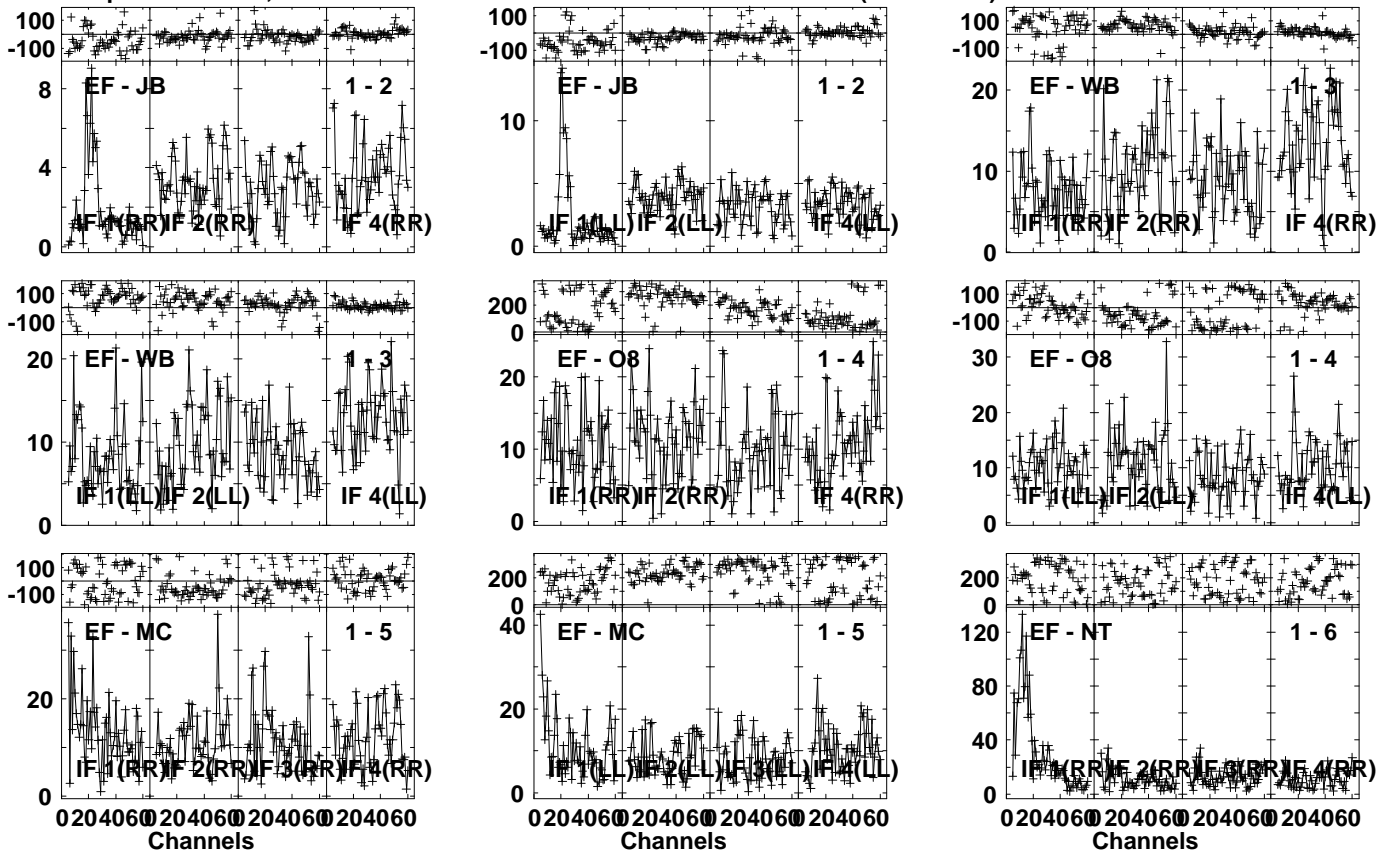 100 100 100
-100 -100 -100
EF - JB 1 - 2 EF - JB 1 - 2 EF - WB 1 - 3
8 10 20
4 10
IF 1(RR) IF 2(RR) IF 4(RR) IF 1(LL) IF 2(LL) IF 4(LL) IF 1(RR) IF 2(RR) IF 4(RR)
0 0 0
100 200 100
-100 0 -100
EF - WB 1 - 3 EF - O8 1 - 4 EF - O8 1 - 4
20 20 30
10 10 20
10
IF 1(LL) IF 2(LL) IF 4(LL) IF 1(RR) IF 2(RR) IF 4(RR) IF 1(LL) IF 2(LL) IF 4(LL)
0 0 0
100 200 200
-100 0 0
EF - MC 1 - 5 EF - MC 1 - 5 EF - NT 1 - 6
40 120
20 20 80
40
IF 1(RR) IF 2(RR) IF 3(RR) IF 4(RR) IF 1(LL) IF 2(LL) IF 3(LL) IF 4(LL) IF 1(RR) IF 2(RR) IF 3(RR) IF 4(RR)
0 0 0
0 20 40 60 0 20 40 60 0 20 40 60 0 20 40 60 0 20 40 60 0 20 40 60 0 20 40 60 0 20 40 60 0 20 40 60 0 20 40 60 0 20 40 60 0 20 40 60
Channels Channels Channels